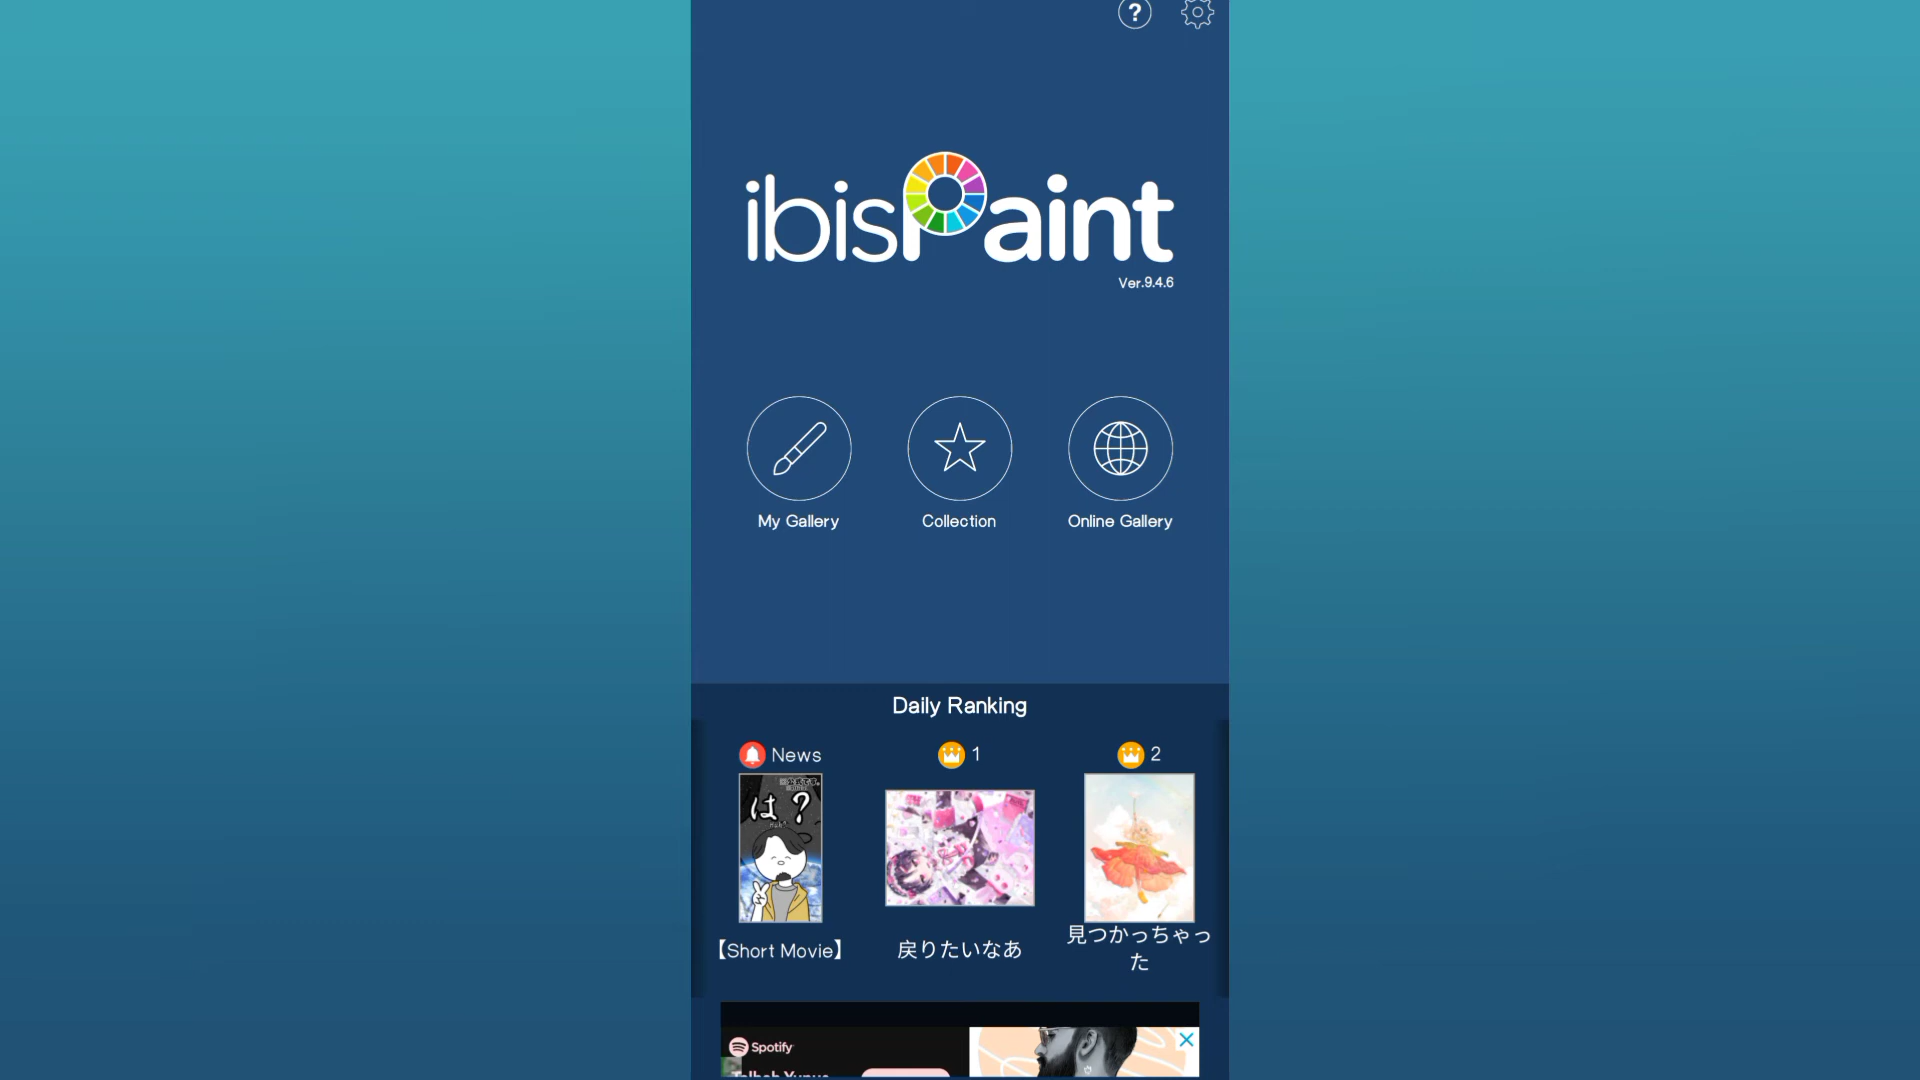 ?
ibisPaint
Ver.9.4.6
My Gallery
Collection
Online Gallery
Daily Ranking
News
1
2
は?
【Short Movie】
戻りたいなあ
見つかっちゃっ
た
Spotify